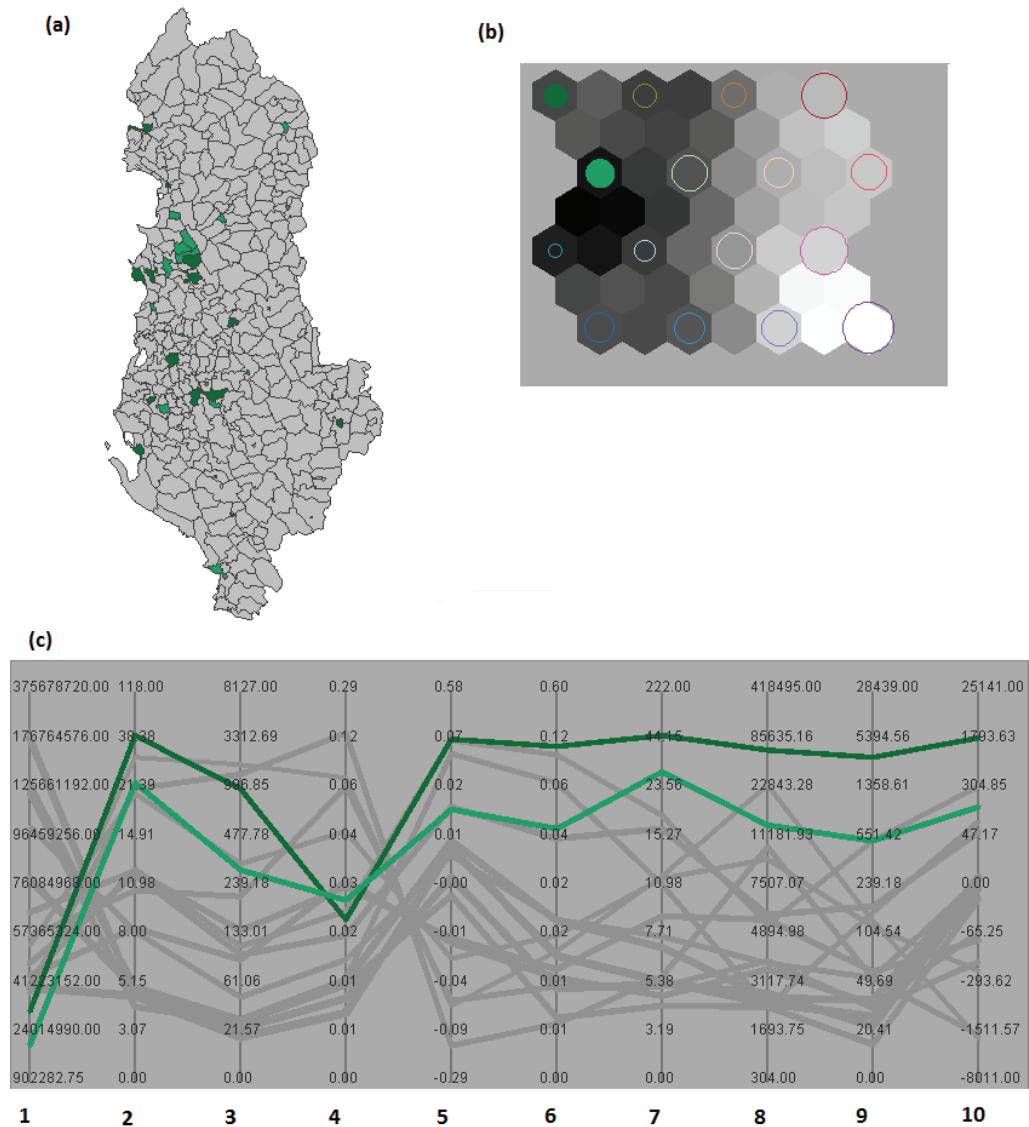 (a)
(b)
(c)
375678720.00 118.00 8127.00 0.29 0.58 0.60 222.00 418495.00 28439.00 25141.00
176764576.00 38.38 3312.69 0.12 0.07 0.12 44.15 85635.16 5394.56 1793.63
125661192.00 21.39 996.85 0.06 0.02 0.06 23.56 22843.28 1358.61 304.85
96459256.00 14.91 477.78 0.04 0.01 0.04 15.27 11181.93 551.42 47.17
76084968.00 10.98 239.18 0.03 -0.00 0.02 10.98 7507.07 239.18 0.00
57365324.00 8.00 133.01 0.02 -0.01 0.02 7.71 4894.98 104.54 -65.25
41223152.00 5.15 61.06 0.01 -0.04 0.01 5.38 3117.74 49.69 -293.62
24014990.00 3.07 21.57 0.01 -0.09 0.01 3.19 1693.75 20.41 -1511.57
902282.75 0.00 0.00 0.00 -0.29 0.00 0.00 304.00 0.00 -8011.00
1 2 3 4 5 6 7 8 9 10